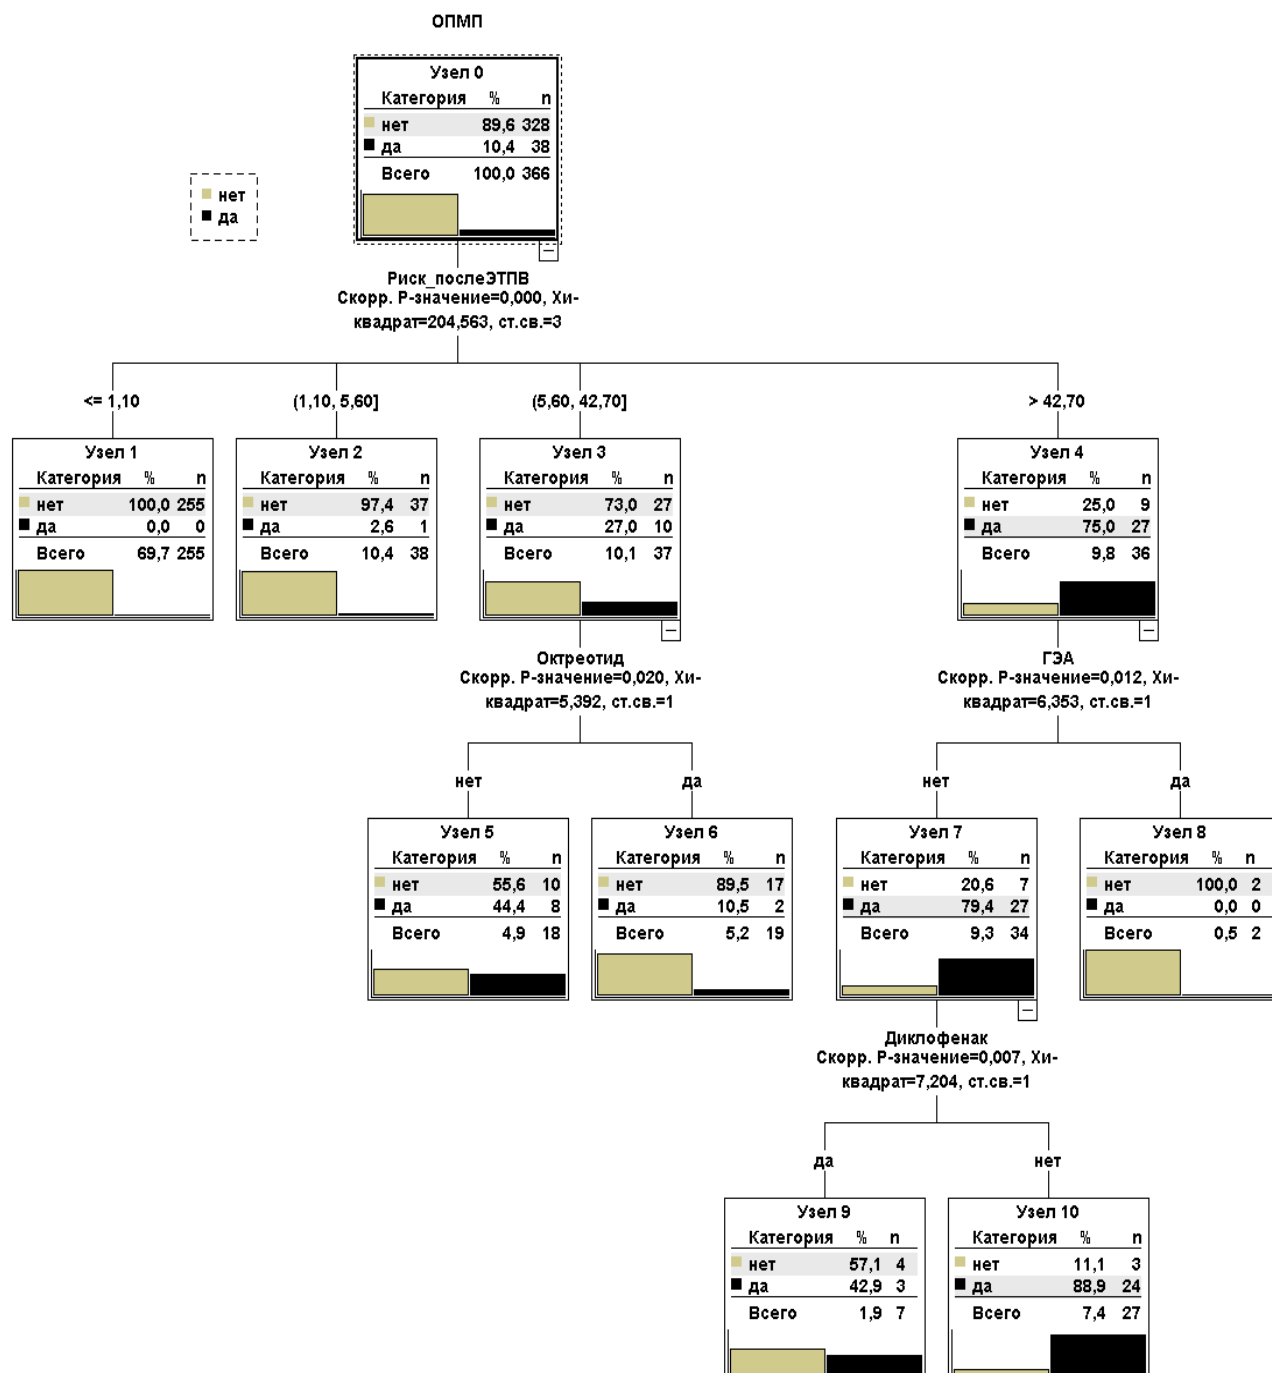 ОПМП
Узел 0
Категория % n
нет 89,6 328
да 10,4 38
Всего 100,0 366
нет
да
Риск_послеЭТПВ
Скорр. Р-значение=0,000, Хи-
квадрат=204,563, ст.св.=3
<= 1,10
(1,10, 5,60]
(5,60, 42,70]
> 42,70
Узел 1
Категория % n
нет 100,0 255
да 0,0 0
Всего 69,7 255
Узел 2
Категория % n
нет 97,4 37
да 2,6 1
Всего 10,4 38
Узел 3
Категория % n
нет 73,0 27
да 27,0 10
Всего 10,1 37
Узел 4
Категория % n
нет 25,0 9
да 75,0 27
Всего 9,8 36
Октреотид
Скорр. Р-значение=0,020, Хи-
квадрат=5,392, ст.св.=1
ГЭА
Скорр. Р-значение=0,012, Хи-
квадрат=6,353, ст.св.=1
нет
да
нет
да
Узел 5
Категория % n
нет 55,6 10
да 44,4 8
Всего 4,9 18
Узел 6
Категория % n
нет 89,5 17
да 10,5 2
Всего 5,2 19
Узел 7
Категория % n
нет 20,6 7
да 79,4 27
Всего 9,3 34
Узел 8
Категория % n
нет 100,0 2
да 0,0 0
Всего 0,5 2
Диклофенак
Скорр. Р-значение=0,007, Хи-
квадрат=7,204, ст.св.=1
да
нет
Узел 9
Категория % n
нет 57,1 4
да 42,9 3
Всего 1,9 7
Узел 10
Категория % n
нет 11,1 3
да 88,9 24
Всего 7,4 27